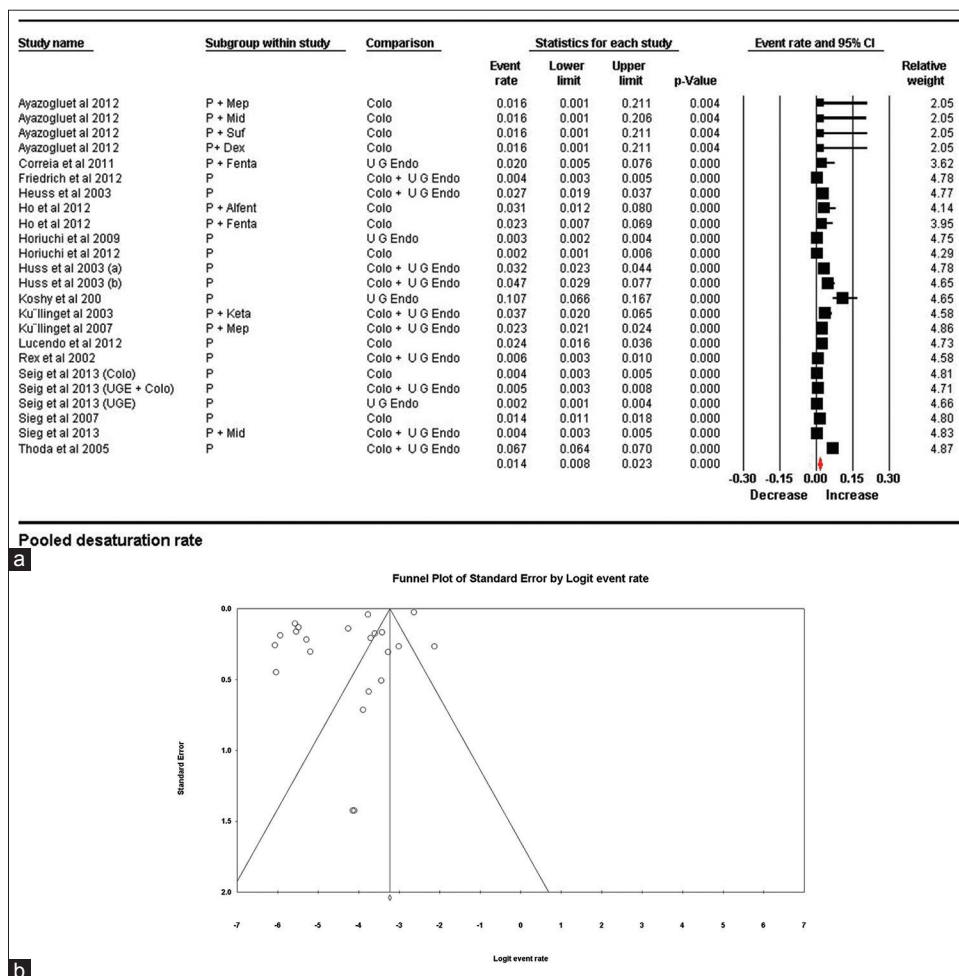 Study name Subgroup within study Comparison Statistics for each study Event rate and 95% CI
Event rate Lower limit Upper limit p-Value Relative weight
Ayazogluet al 2012 P + Mep Colo 0.016 0.001 0.211 0.004 2.05
Ayazogluet al 2012 P + Mid Colo 0.016 0.001 0.206 0.004 2.05
Ayazogluet al 2012 P + Suf Colo 0.016 0.001 0.211 0.004 2.05
Ayazogluet al 2012 P+ Dex Colo 0.016 0.001 0.211 0.004 2.05
Correia et al 2011 P + Fenta U G Endo 0.020 0.005 0.076 0.000 3.62
Friedrich et al 2012 P Colo + U G Endo 0.004 0.003 0.005 0.000 4.78
Heuss et al 2003 P Colo + U G Endo 0.027 0.019 0.037 0.000 4.77
Ho et al 2012 P + Alfent Colo 0.031 0.012 0.080 0.000 4.14
Ho et al 2012 P + Fenta Colo 0.023 0.007 0.069 0.000 3.95
Horiuchi et al 2009 P U G Endo 0.003 0.002 0.004 0.000 4.75
Horiuchi et al 2012 P Colo 0.002 0.001 0.006 0.000 4.29
Huss et al 2003 (a) P Colo + U G Endo 0.032 0.023 0.044 0.000 4.78
Huss et al 2003 (b) P Colo + U G Endo 0.047 0.029 0.077 0.000 4.65
Koshy et al 200 P U G Endo 0.107 0.066 0.167 0.000 4.65
Ku¨llinget et al 2003 P + Keta Colo + U G Endo 0.037 0.020 0.065 0.000 4.58
Ku¨llinget et al 2007 P + Mep Colo + U G Endo 0.023 0.021 0.024 0.000 4.86
Lucendo et al 2012 P Colo 0.024 0.016 0.036 0.000 4.73
Rex et al 2002 P Colo + U G Endo 0.006 0.003 0.010 0.000 4.58
Seig et al 2013 (Colo) P Colo 0.004 0.003 0.005 0.000 4.81
Seig et al 2013 (UGE + Colo) P Colo + U G Endo 0.005 0.003 0.008 0.000 4.71
Seig et al 2013 (UGE) P U G Endo 0.002 0.001 0.004 0.000 4.66
Sieg et al 2007 P Colo 0.014 0.011 0.018 0.000 4.80
Sieg et al 2013 P + Mid Colo + U G Endo 0.004 0.003 0.005 0.000 4.83
Thoda et al 2005 P Colo + U G Endo 0.067 0.064 0.070 0.000 4.87
0.014 0.008 0.023 0.000
-0.30 -0.15 0.00 0.15 0.30
Decrease Increase
Pooled desaturation rate
a
Funnel Plot of Standard Error by Logit event rate
0.0
0.5
1.0
1.5
2.0
Standard Error
-7 -6 -5 -4 -3 -2 -1 0 1 2 3 4 5 6 7
Logit event rate
b